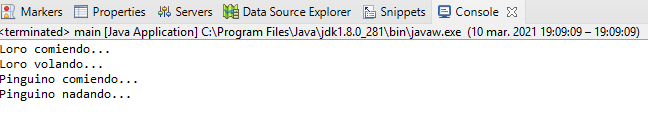 Markers Properties Servers Data Source Explorer Snippets Console
<terminated> main [Java Application] C:\Program Files\Java\jdk1.8.0_281\bin\javaw.exe (10 mar. 2021 19:09:09 – 19:09:09)
Loro comiendo...
Loro volando...
Pinguino comiendo...
Pinguino nadando...